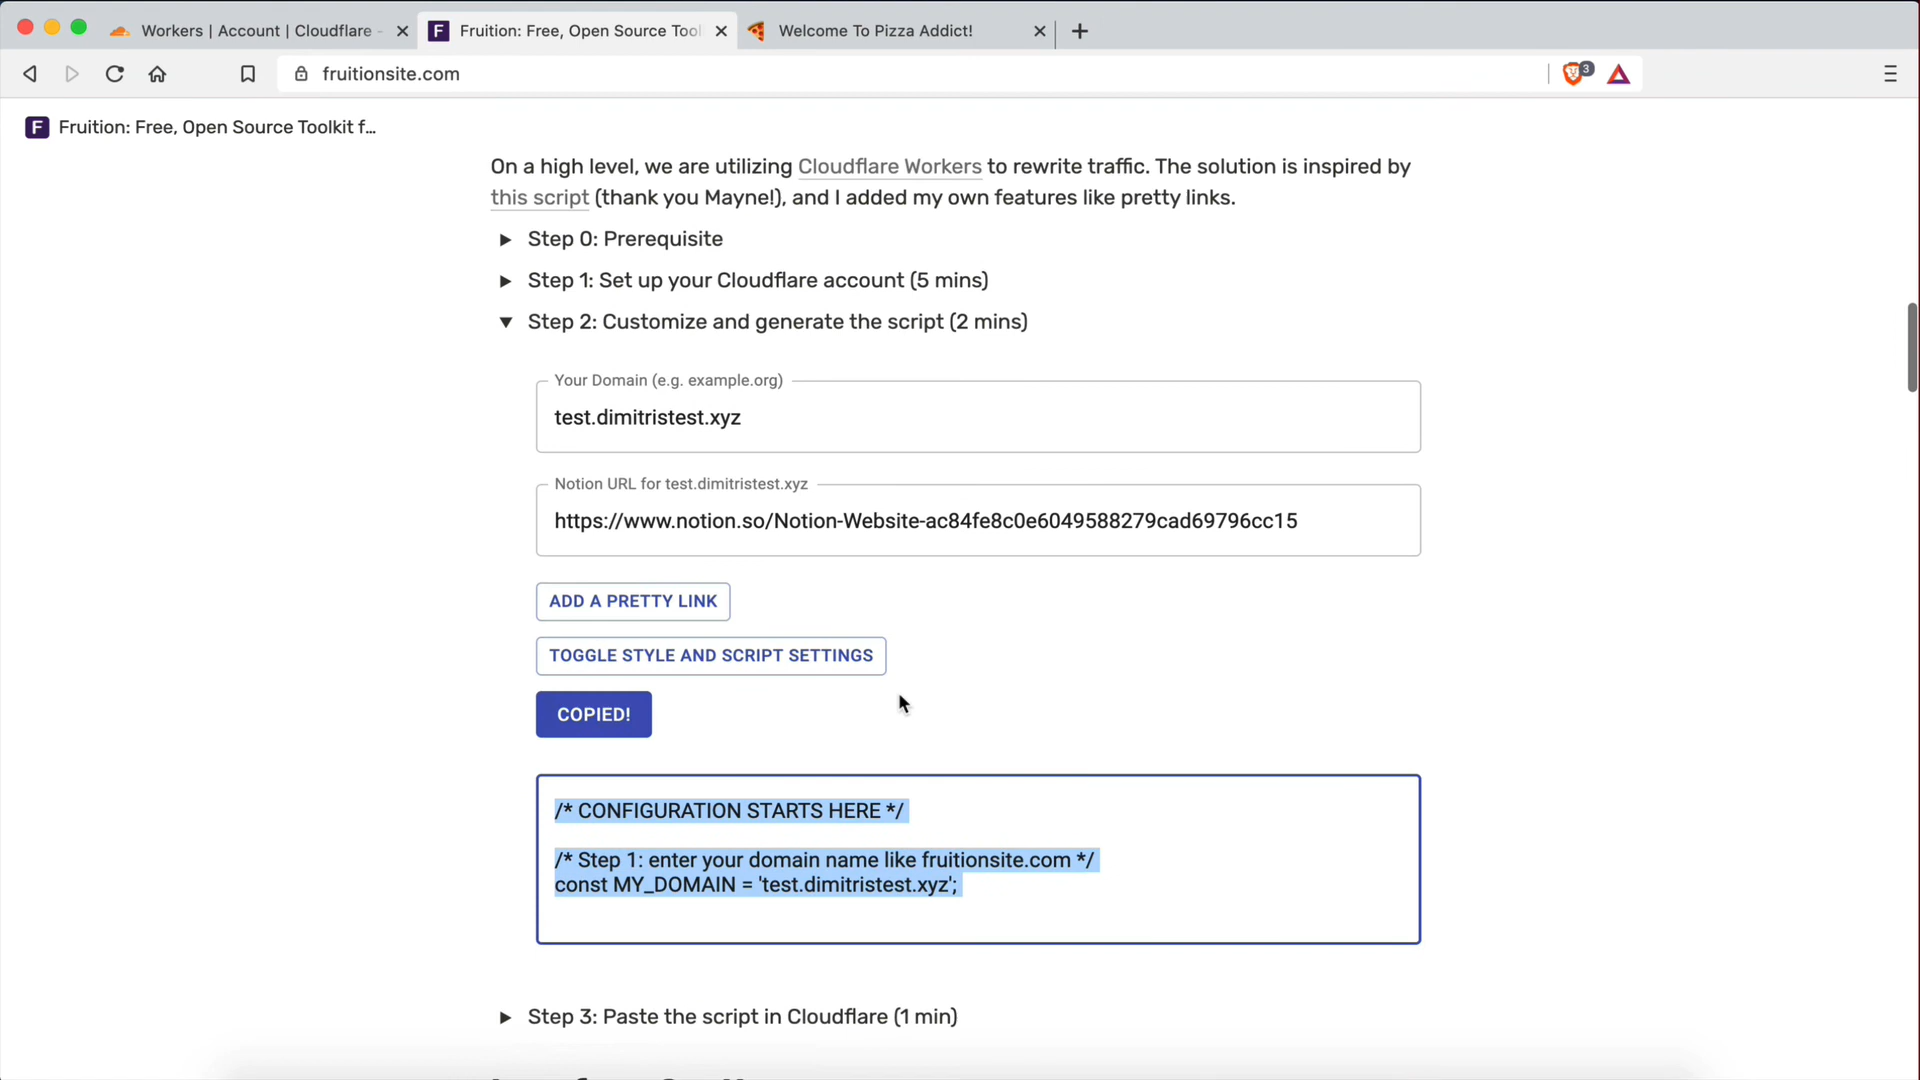 Workers | Account | Cloudflare -
Fruition: Free, Open Source Tool
Welcome To Pizza Addict!
fruitionsite.com
3
F Fruition: Free, Open Source Toolkit f...
On a high level, we are utilizing Cloudflare Workers to rewrite traffic. The solution is inspired by
this script (thank you Mayne!), and I added my own features like pretty links.
Step 0: Prerequisite
Step 1: Set up your Cloudflare account (5 mins)
Step 2: Customize and generate the script (2 mins)
Your Domain (e.g. example.org)
test.dimitristest.xyz
Notion URL for test.dimitristest.xyz
https://www.notion.so/Notion-Website-ac84fe8c0e6049588279cad69796cc15
ADD A PRETTY LINK
TOGGLE STYLE AND SCRIPT SETTINGS
COPIED!
/* CONFIGURATION STARTS HERE */
/* Step 1: enter your domain name like fruitionsite.com */
const MY_DOMAIN = 'test.dimitristest.xyz';
Step 3: Paste the script in Cloudflare (1 min)